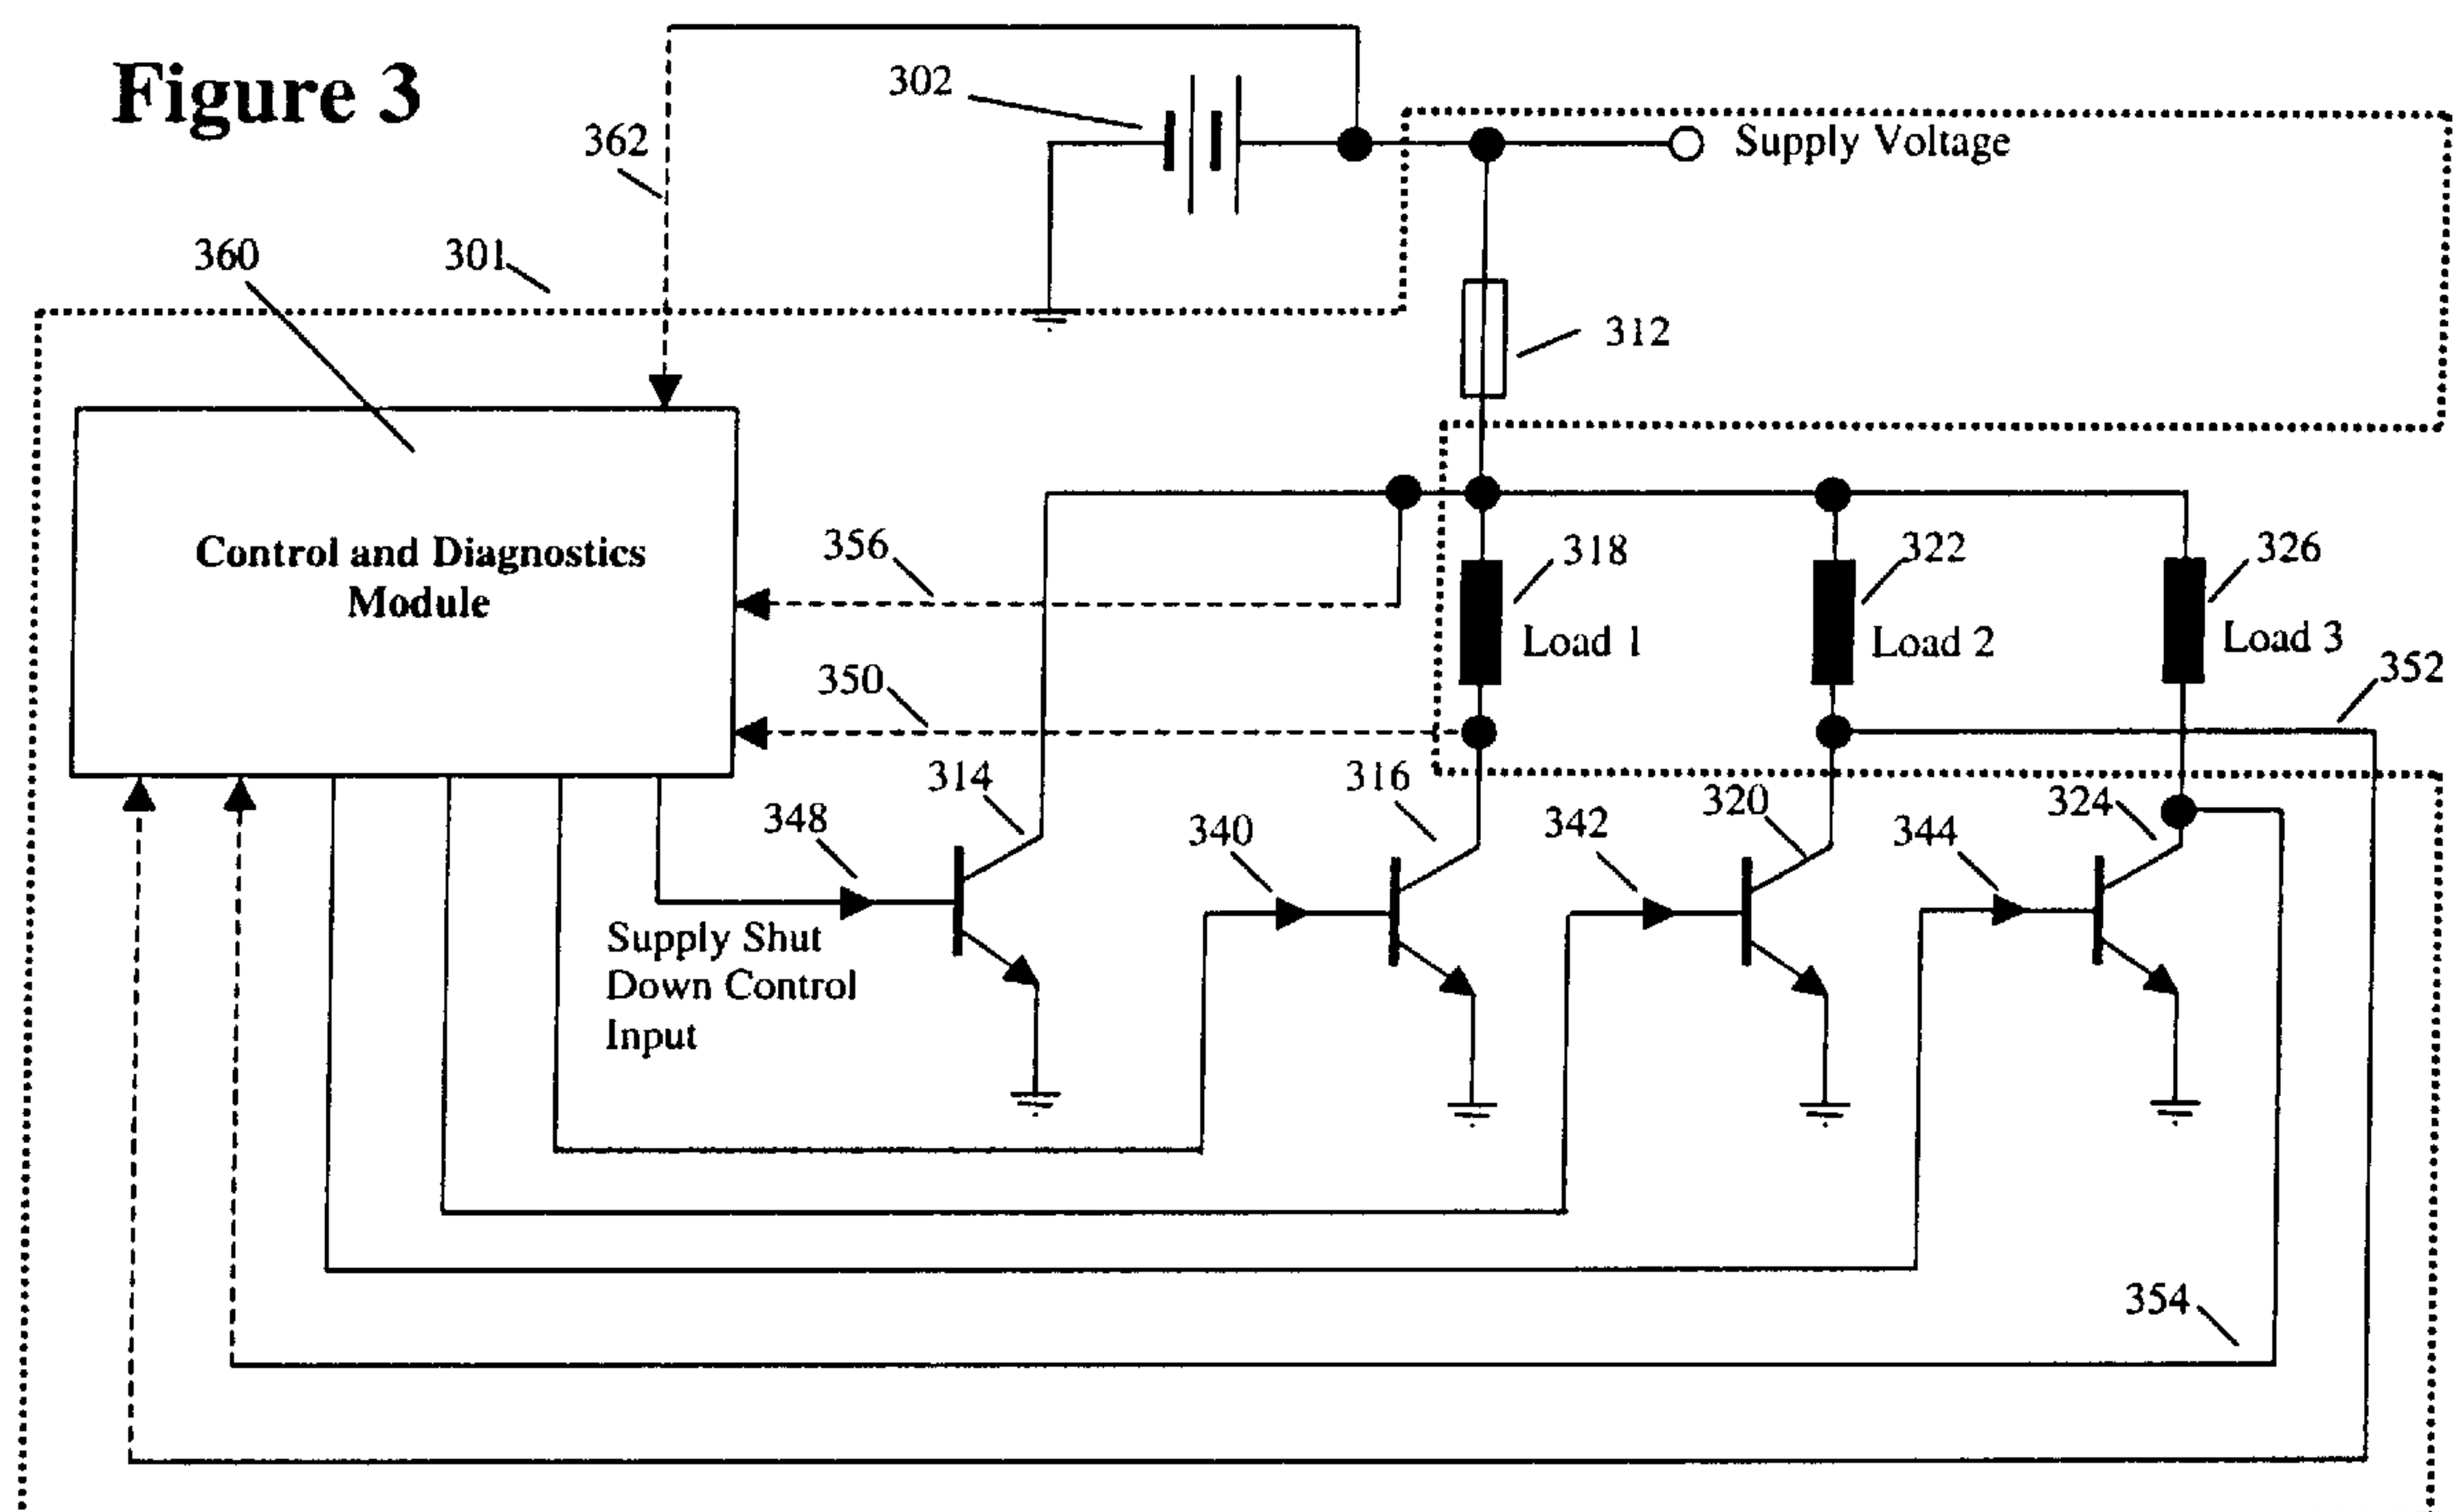 Figure 3
302
362
Supply Voltage
360
301
312
Control and Diagnostics
Module
356
318
322
326
Load 1
Load 2
Load 3
350
352
314
316
320
324
348
340
342
344
Supply Shut
Down Control
Input
354